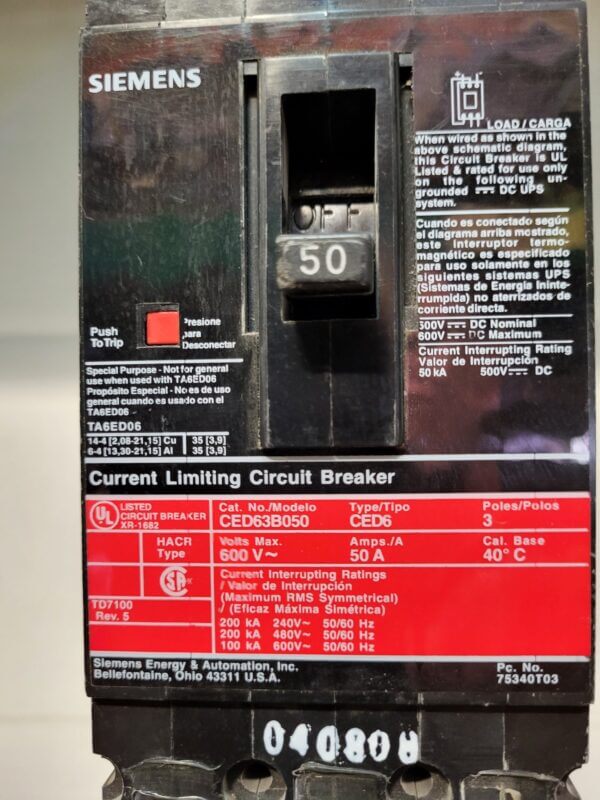 SIEMENS
LOAD / CARGA
When wired as shown in the
above schematic diagram,
this Circuit Breaker is UL
Listed & rated for use only
on the following un-
grounded DC UPS
system.
Cuando es conectado según
el diagrama arriba mostrado,
este interruptor termo-
magnético es especificado
para uso solamente en los
siguientes sistemas UPS
(Sistemas de Energía Ininte-
rrumpida) no aterrizados de
corriente directa.
500V DC Nominal
600V DC Maximum
Current Interrupting Rating
Valor de Interrupción
50 kA 500V DC
OFF
50
Push
To Trip
Presione
para
Desconectar
Special Purpose - Not for general
use when used with TA6ED06
Propósito Especial - No es de uso
general cuando es usado con el
TA6ED06
TA6ED06
14-4 [2,08-21,15] Cu 35 [3,9]
6-4 [13,30-21,15] Al 35 [3,9]
Current Limiting Circuit Breaker
UL LISTED
CIRCUIT BREAKER
XR-1682
Cat. No./Modelo Type/Tipo Poles/Polos
CED63B050 CED6 3
HACR
Type
Volts Max. Amps./A Cal. Base
600 V~ 50 A 40° C
Current Interrupting Ratings
/ Valor de Interrupción
(Maximum RMS Symmetrical)
/ (Eficaz Máxima Simétrica)
200 kA 240V~ 50/60 Hz
200 kA 480V~ 50/60 Hz
100 kA 600V~ 50/60 Hz
TD7100
Rev. 5
Siemens Energy & Automation, Inc.
Bellefontaine, Ohio 43311 U.S.A.
Pc. No.
75340T03